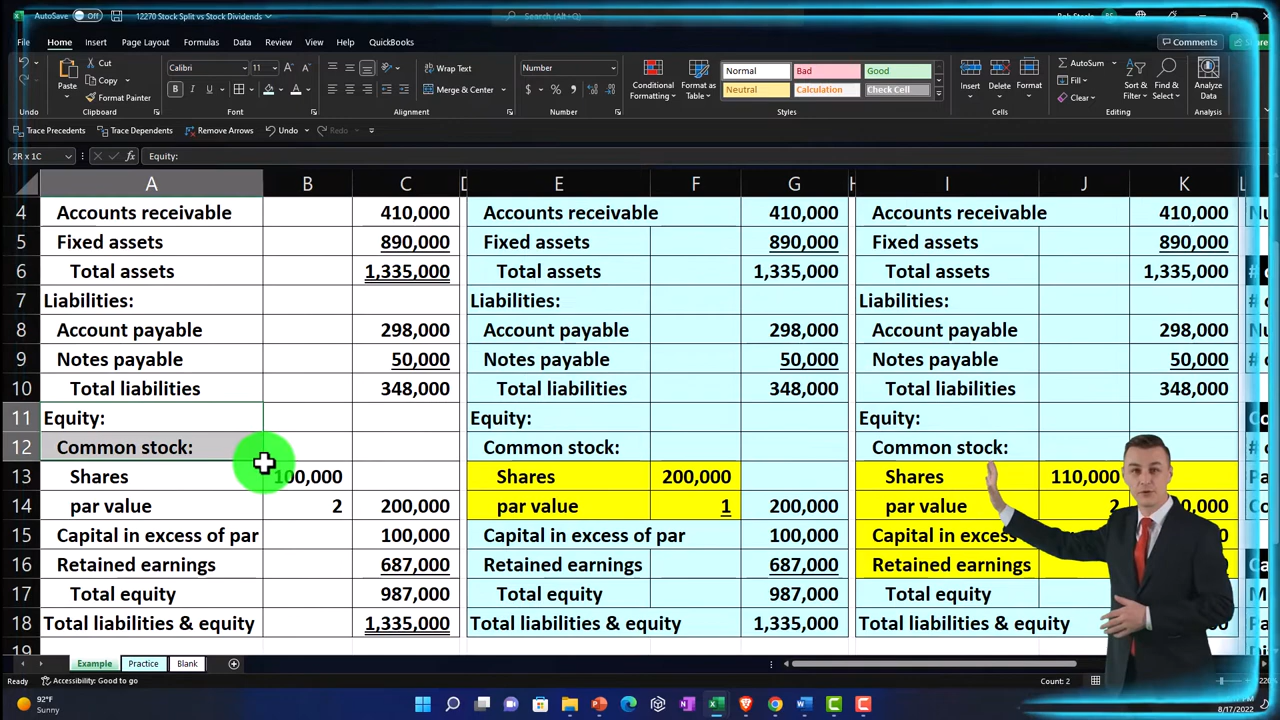 AutoSave Off 12270 Stock Split vs Stock Dividends Search (Alt+Q)
File Home Insert Page Layout Formulas Data Review View Help QuickBooks Comments
Paste Cut Copy Format Painter
Calibri 11 Wrap Text Merge & Center Number
Conditional Formatting Format as Table Normal Bad Good Neutral Calculation Check Cell
Insert Delete Format AutoSum Fill Clear Sort & Filter Find & Select Analyze Data
Undo Clipboard Font Alignment Number Styles Cells Editing Analysis
Trace Precedents Trace Dependents Remove Arrows Undo Redo
2R x 1C fx Equity:
A B C D E F G H I J K L
4 Accounts receivable 410,000 Accounts receivable 410,000 Accounts receivable 410,000
5 Fixed assets 890,000 Fixed assets 890,000 Fixed assets 890,000
6 Total assets 1,335,000 Total assets 1,335,000 Total assets 1,335,000
7 Liabilities: Liabilities: Liabilities:
8 Account payable 298,000 Account payable 298,000 Account payable 298,000
9 Notes payable 50,000 Notes payable 50,000 Notes payable 50,000
10 Total liabilities 348,000 Total liabilities 348,000 Total liabilities 348,000
11 Equity: Equity: Equity:
12 Common stock: Common stock: Common stock:
13 Shares 100,000 Shares 200,000 Shares 110,000
14 par value 2 200,000 par value 1 200,000 par value 2
15 Capital in excess of par 100,000 Capital in excess of par 100,000 Capital in excess
16 Retained earnings 687,000 Retained earnings 687,000 Retained earnings
17 Total equity 987,000 Total equity 987,000 Total equity
18 Total liabilities & equity 1,335,000 Total liabilities & equity 1,335,000 Total liabilities & equity
19
Example Practice Blank
Ready Accessibility: Good to go Count: 2
92°F
Sunny
8/17/2022